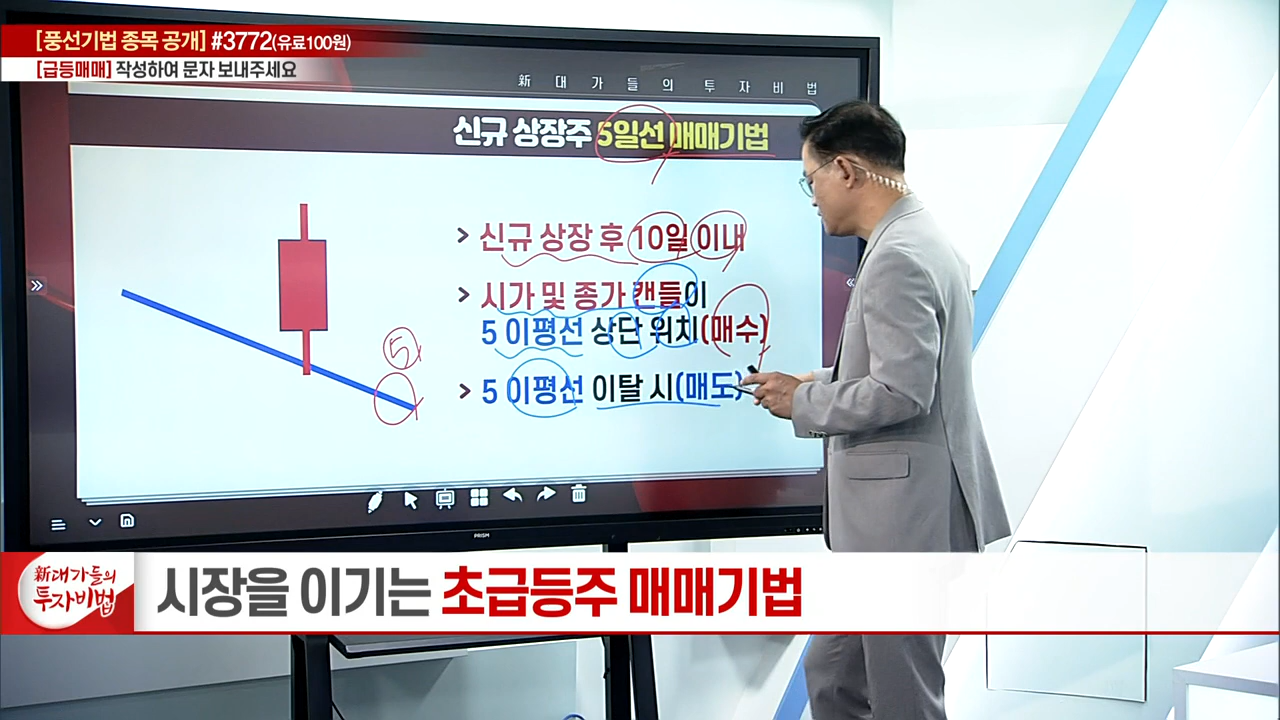 [풍선기법 종목 공개] #3772(유료100원)
[급등매매] 작성하여 문자 보내주세요
新 대가들의 투자비법
신규 상장주 5일선 매매기법
> 신규 상장 후 10일 이내
> 시가 및 종가 캔들이
5 이평선 상단 위치(매수)
> 5 이평선 이탈 시(매도)
5
PRISM
新대가들의
투자비법
시장을 이기는 초급등주 매매기법